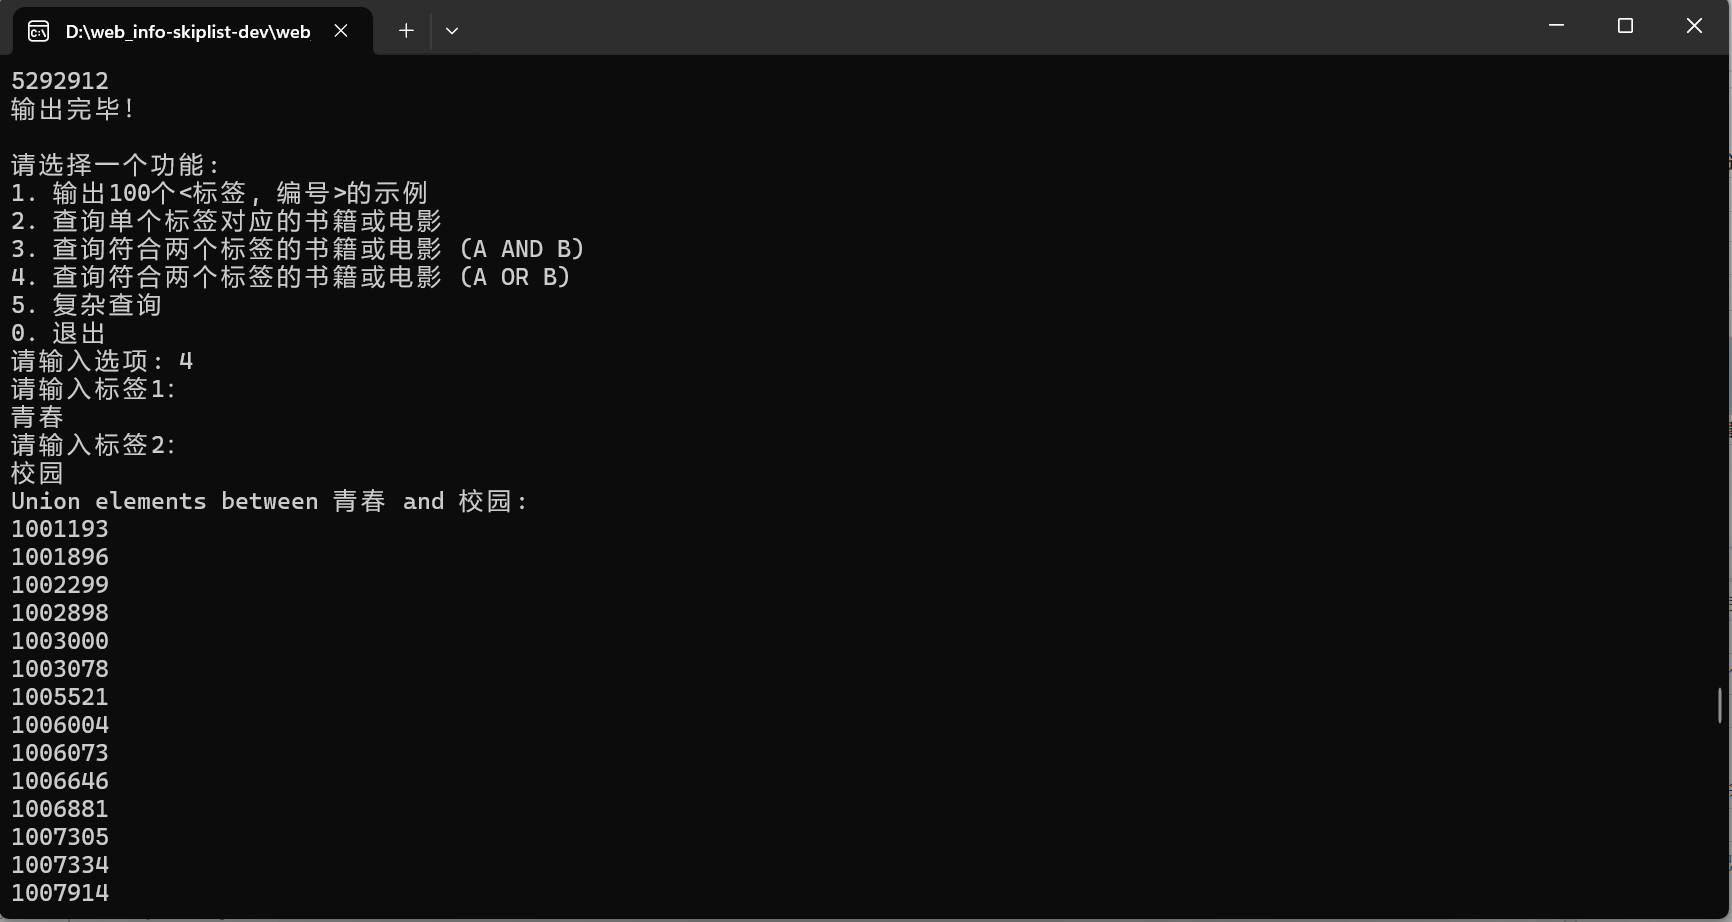 D:\web_info-skiplist-dev\web
5292912
输出完毕!
请选择一个功能:
1. 输出100个<标签, 编号>的示例
2. 查询单个标签对应的书籍或电影
3. 查询符合两个标签的书籍或电影 (A AND B)
4. 查询符合两个标签的书籍或电影 (A OR B)
5. 复杂查询
0. 退出
请输入选项: 4
请输入标签1:
青春
请输入标签2:
校园
Union elements between 青春 and 校园:
1001193
1001896
1002299
1002898
1003000
1003078
1005521
1006004
1006073
1006646
1006881
1007305
1007334
1007914